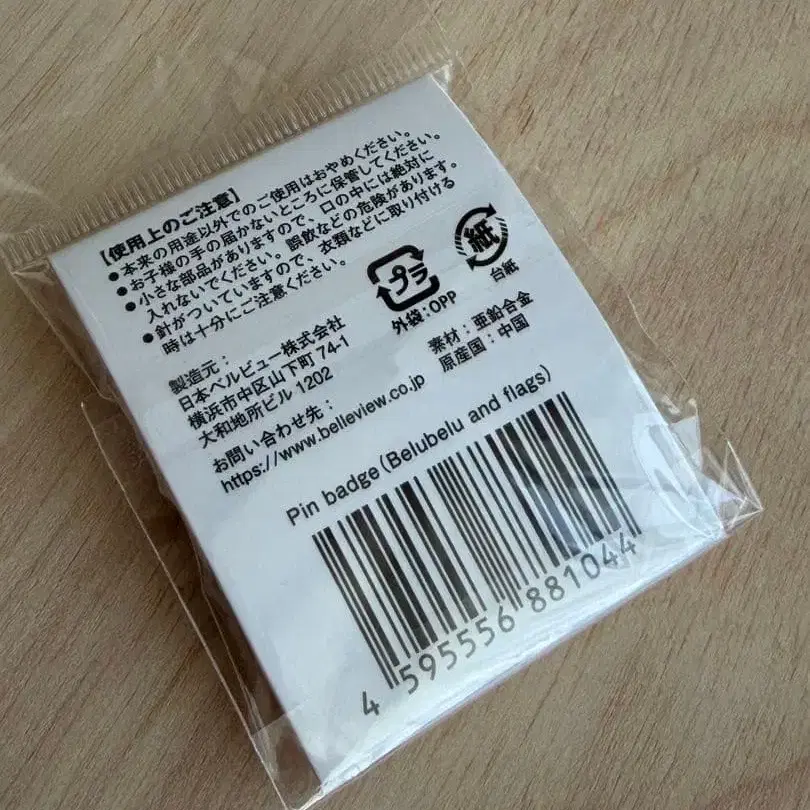 【使用上のご注意】
●本来の用途以外でのご使用はおやめください。
●お子様の手の届かないところに保管してください。
●小さな部品がありますので、口の中には絶対に
入れないでください。誤飲などの危険があります。
●針がついていますので、衣類などに取り付ける
時は十分にご注意ください。
プラ
外袋:OPP
紙
台紙
製造元:
日本ベルビュー株式会社
横浜市中区山下町 74-1
大和地所ビル 1202
素材:亜鉛合金
原産国:中国
お問い合わせ先:
https://www.belleview.co.jp
Pin badge(Belubelu and flags)
4 595556 881044